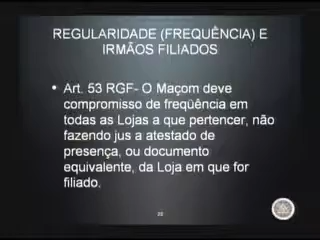 REGULARIDADE (FREQUÊNCIA) E
IRMÃOS FILIADOS
• Art. 53 RGF- O Maçom deve
compromisso de freqüência em
todas as Lojas a que pertencer, não
fazendo jus a atestado de
presença, ou documento
equivalente, da Loja em que for
filiado.